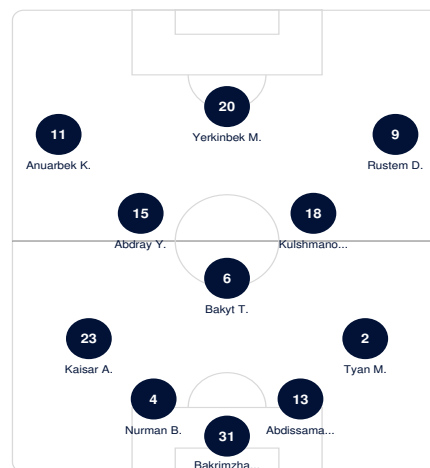 20
Yerkinbek M.
11
Anuarbek K.
9
Rustem D.
15
Abdray Y.
18
Kulshmano...
6
Bakyt T.
23
Kaisar A.
2
Tyan M.
4
Nurman B.
13
Abdissama...
31
Bakrimzha...